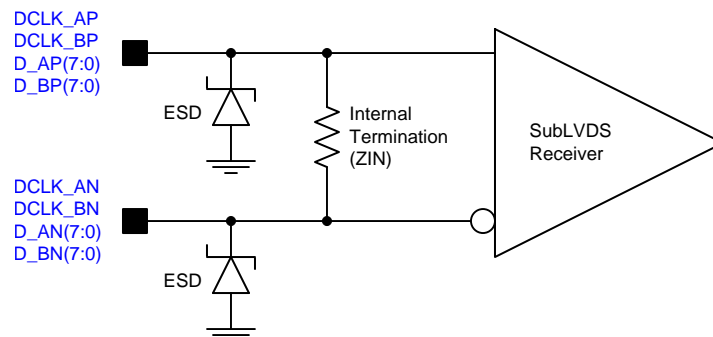 DCLK_AP
DCLK_BP
D_AP(7:0)
D_BP(7:0)
ESD
Internal
Termination
(ZIN)
SubLVDS
Receiver
DCLK_AN
DCLK_BN
D_AN(7:0)
D_BN(7:0)
ESD